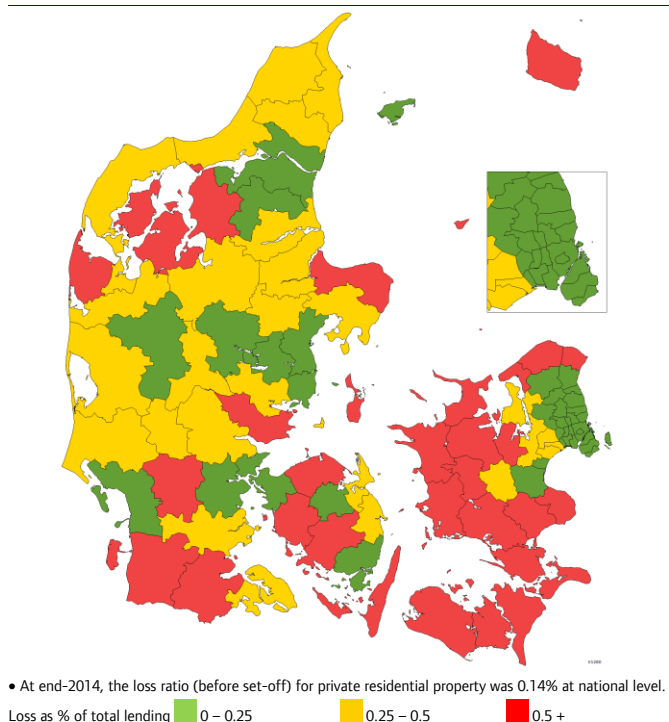 • At end-2014, the loss ratio (before set-off) for private residential property was 0.14% at national level.
Loss as % of total lending 0 – 0.25 0.25 – 0.5 0.5 +